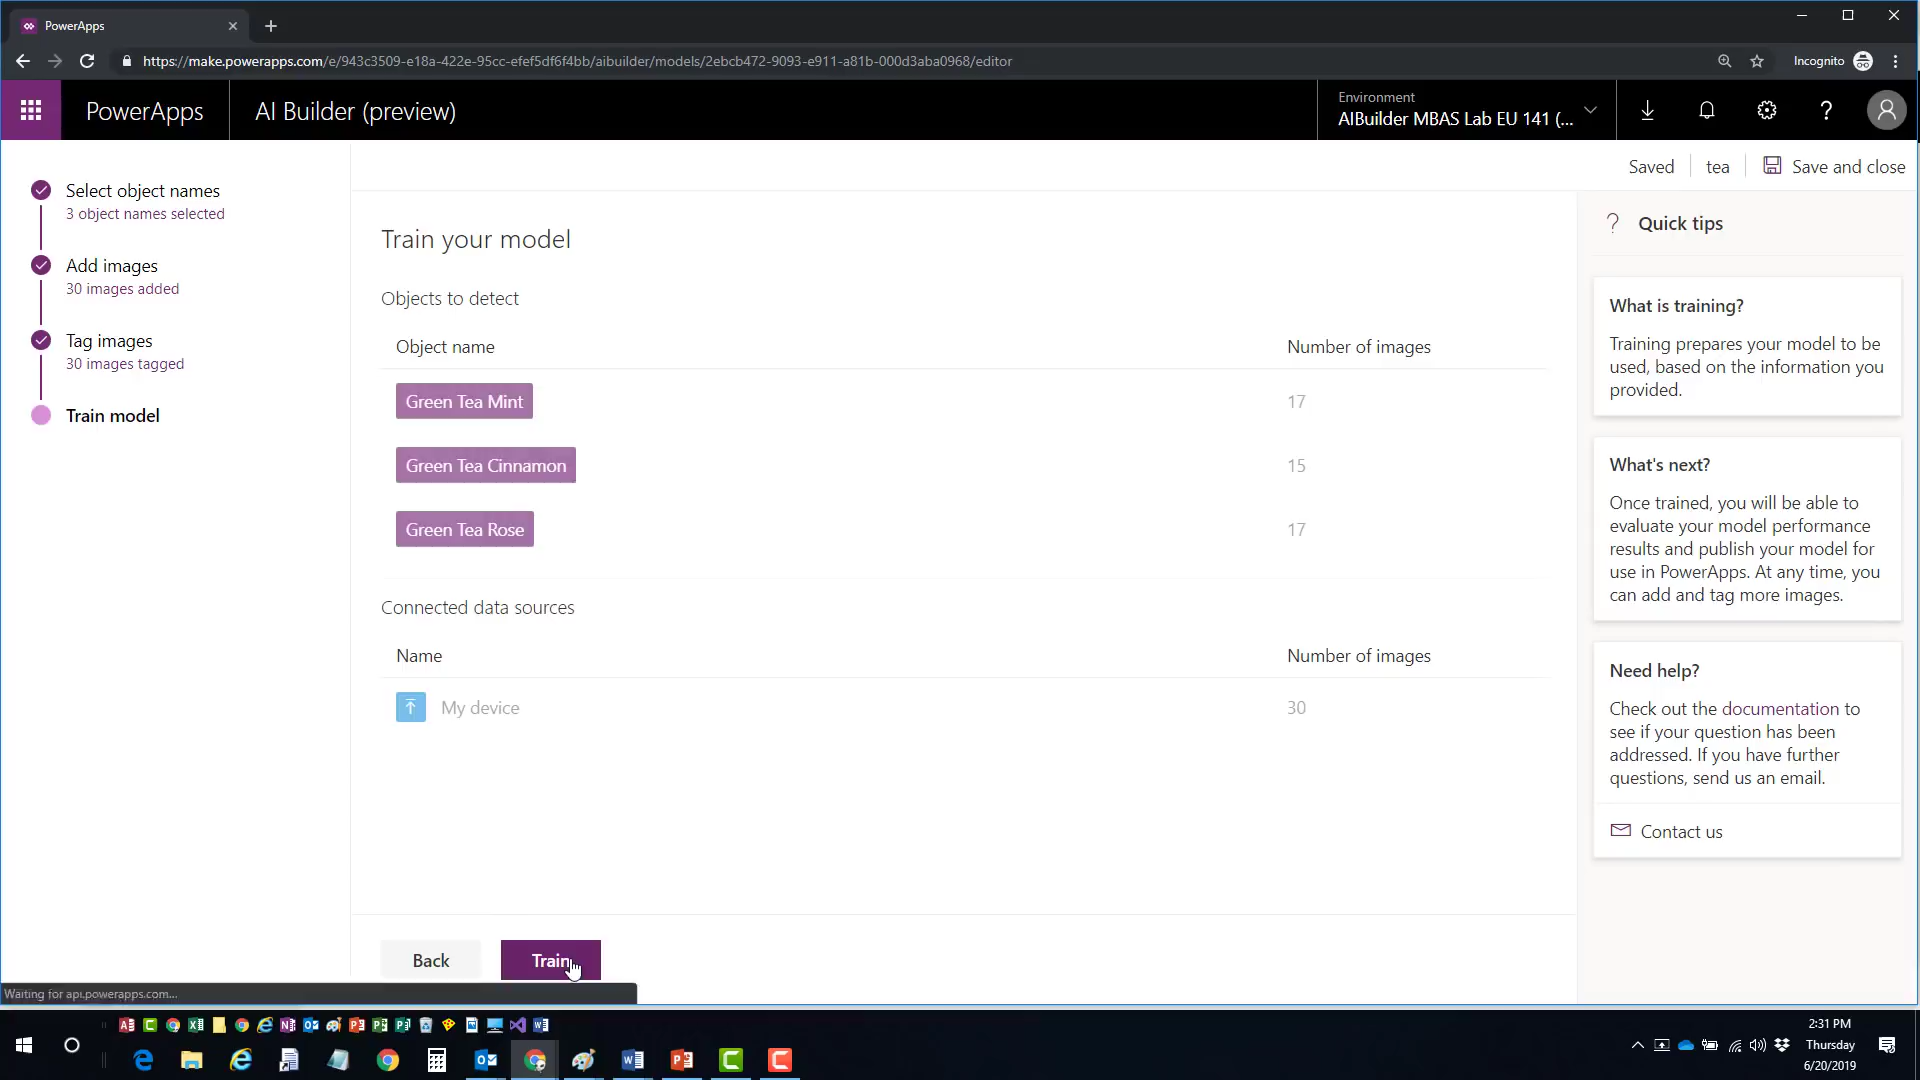 PowerApps
https://make.powerapps.com/e/943c3509-e18a-422e-95cc-efef5df6f4bb/aibuilder/models/2ebcb472-9093-e911-a81b-000d3aba0968/editor
Incognito
PowerApps
AI Builder (preview)
Environment
AIBuilder MBAS Lab EU 141 (...
Saved
tea
Save and close
Select object names
3 object names selected
Add images
30 images added
Tag images
30 images tagged
Train model
Train your model
Objects to detect
Object name
Number of images
Green Tea Mint
17
Green Tea Cinnamon
15
Green Tea Rose
17
Connected data sources
Name
Number of images
My device
30
Back
Train
Quick tips
What is training?
Training prepares your model to be
used, based on the information you
provided.
What's next?
Once trained, you will be able to
evaluate your model performance
results and publish your model for
use in PowerApps. At any time, you
can add and tag more images.
Need help?
Check out the documentation to
see if your question has been
addressed. If you have further
questions, send us an email.
Contact us
Waiting for api.powerapps.com...
2:31 PM
Thursday
6/20/2019